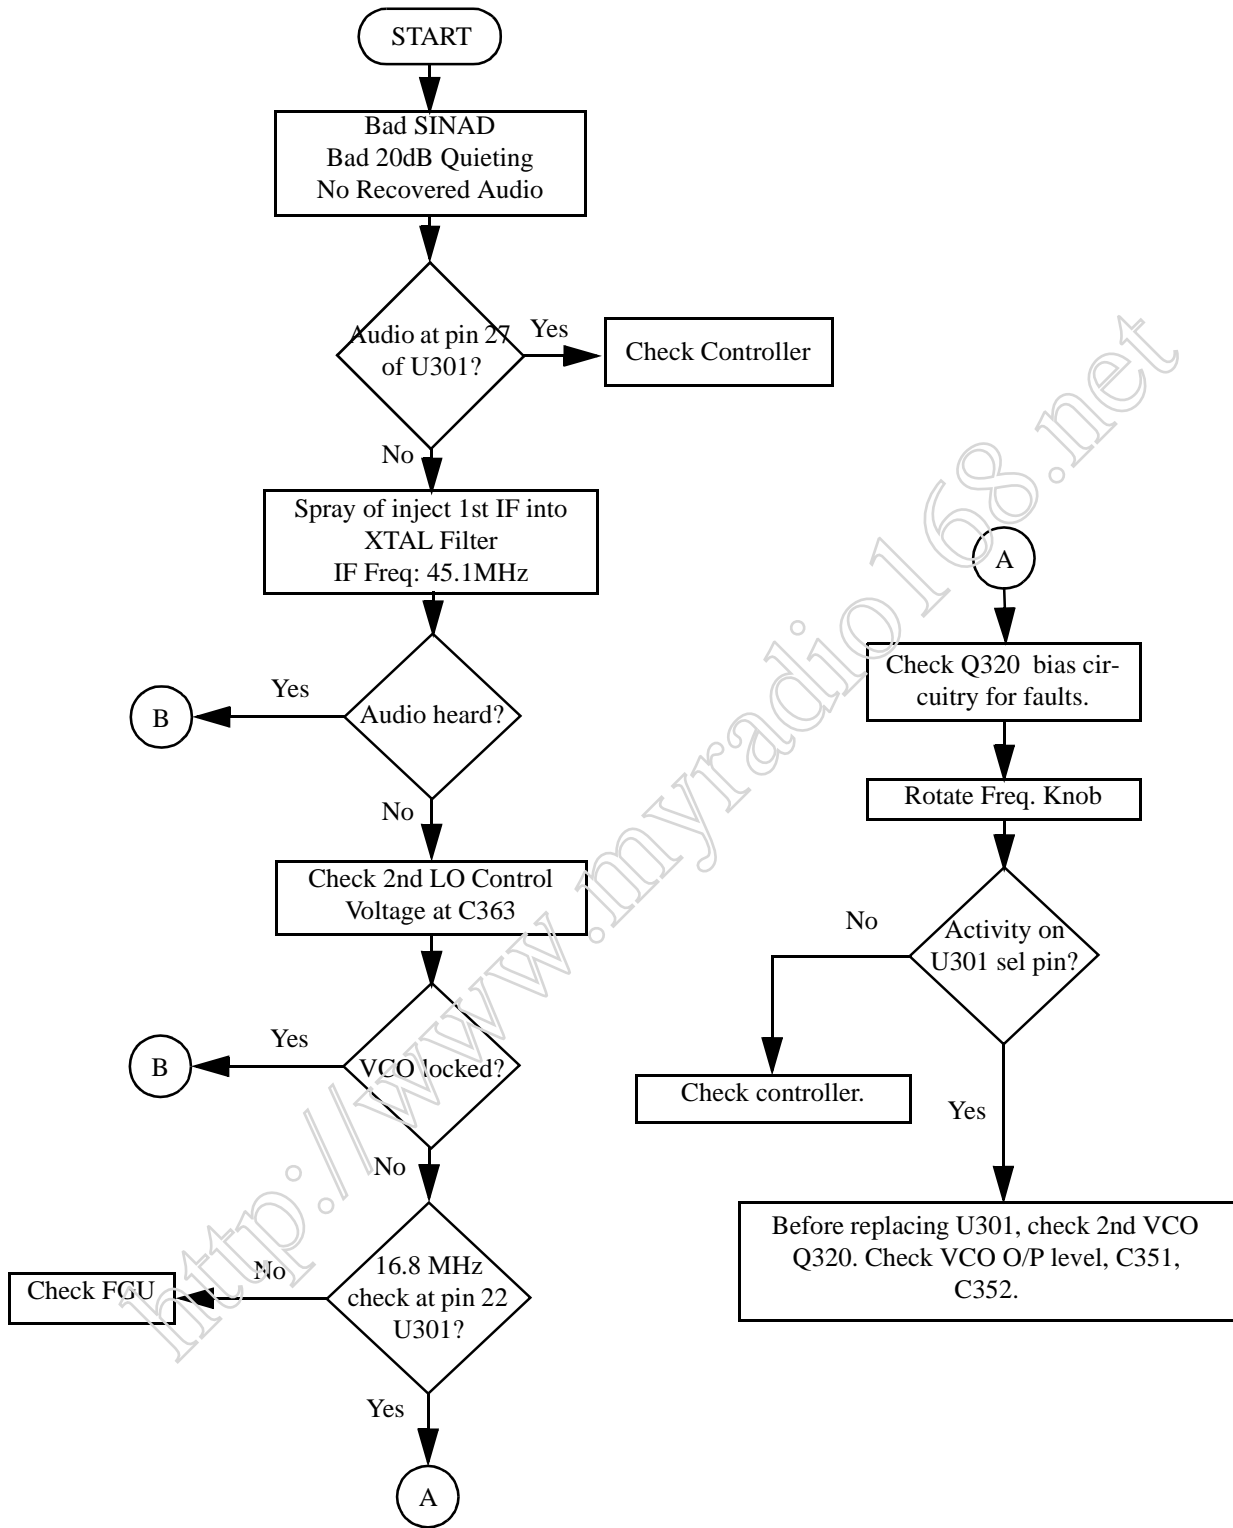 START
Bad SINAD
Bad 20dB Quieting
No Recovered Audio
Audio at pin 27
of U301?
Yes
Check Controller
No
Spray of inject 1st IF into
XTAL Filter
IF Freq: 45.1MHz
Audio heard?
Yes
B
No
Check 2nd LO Control
Voltage at C363
VCO locked?
Yes
B
No
16.8 MHz
check at pin 22
U301?
No
Check FGU
Yes
A
A
Check Q320  bias cir-
cuitry for faults.
Rotate Freq. Knob
Activity on
U301 sel pin?
No
Check controller.
Yes
Before replacing U301, check 2nd VCO
Q320. Check VCO O/P level, C351,
C352.
http://www.myradio168.net